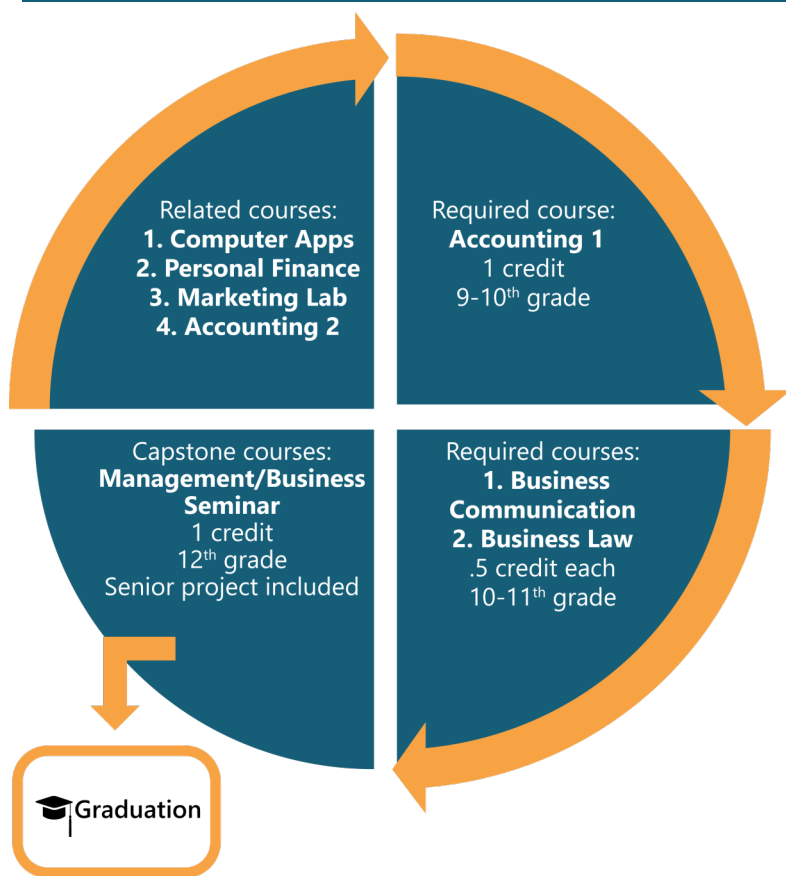 Related courses:
1. Computer Apps
2. Personal Finance
3. Marketing Lab
4. Accounting 2
Required course:
Accounting 1
1 credit
9-10th grade
Capstone courses:
Management/Business
Seminar
1 credit
12th grade
Senior project included
Required courses:
1. Business
Communication
2. Business Law
.5 credit each
10-11th grade
Graduation